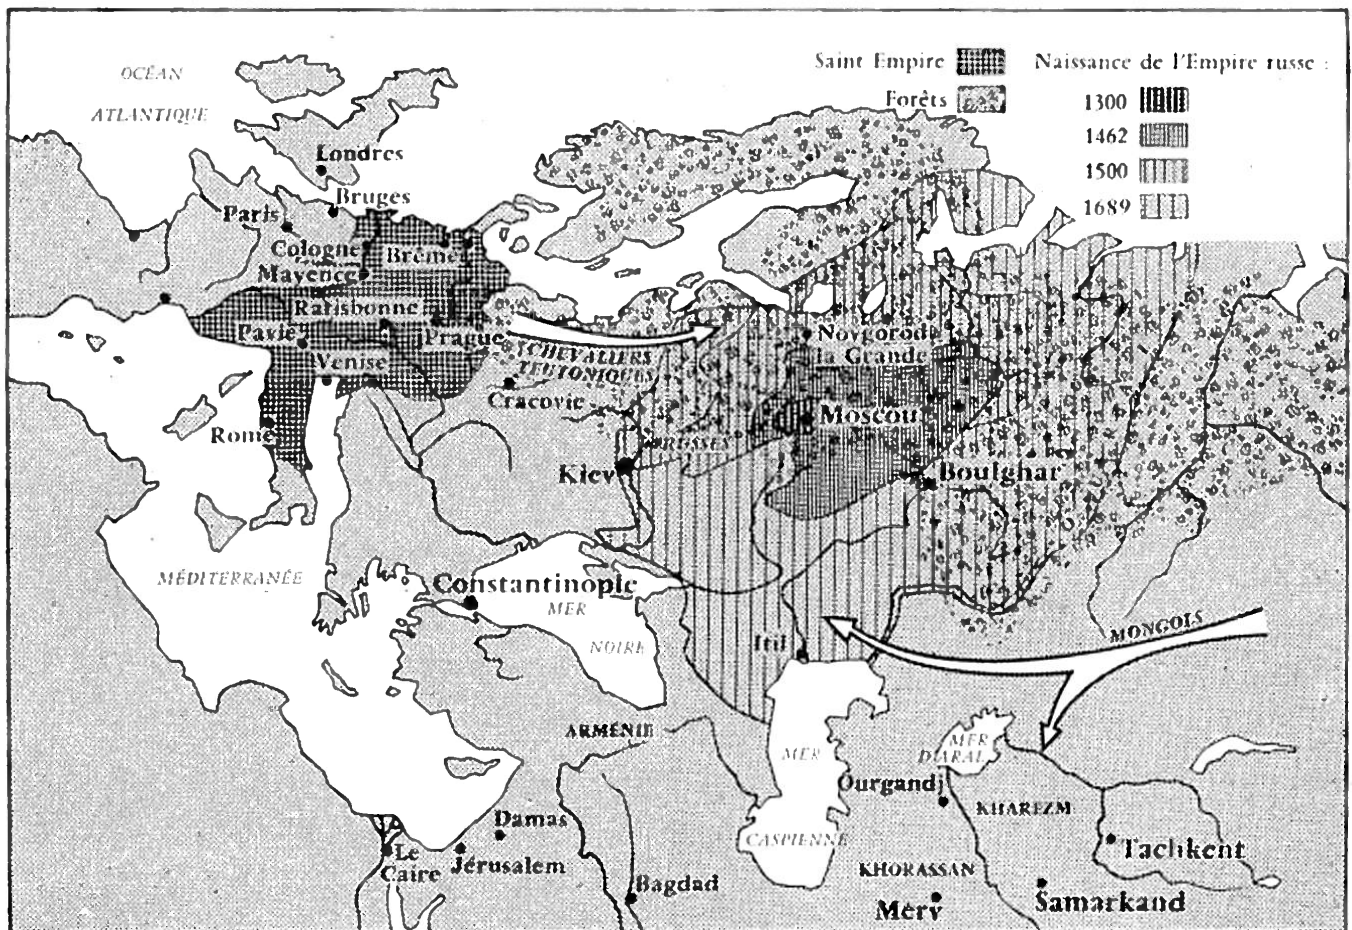 OCÉAN
ATLANTIQUE
Saint Empire
Forêts
Naissance de l'Empire russe :
1300
1462
1500
1689
Londres
Bruges
Paris
Cologne
Mayence
Brême
Ratisbonne
Pavie
Prague
Venise
CHEVALIERS
TEUTONIQUES
Novgorod
la Grande
Cracovie
Rome
Moscou
RUSSES
Kiev
Boulghar
MÉDITERRANÉE
Constantinople
MER
NOIRE
Itil
MONGOLS
ARMÉNIE
MER
CASPIENNE
MER
D'ARAL
Ourgandj
KHAREZM
Damas
Le
Caire
Jérusalem
Bagdad
KHORASSAN
Merv
Tachkent
Samarkand